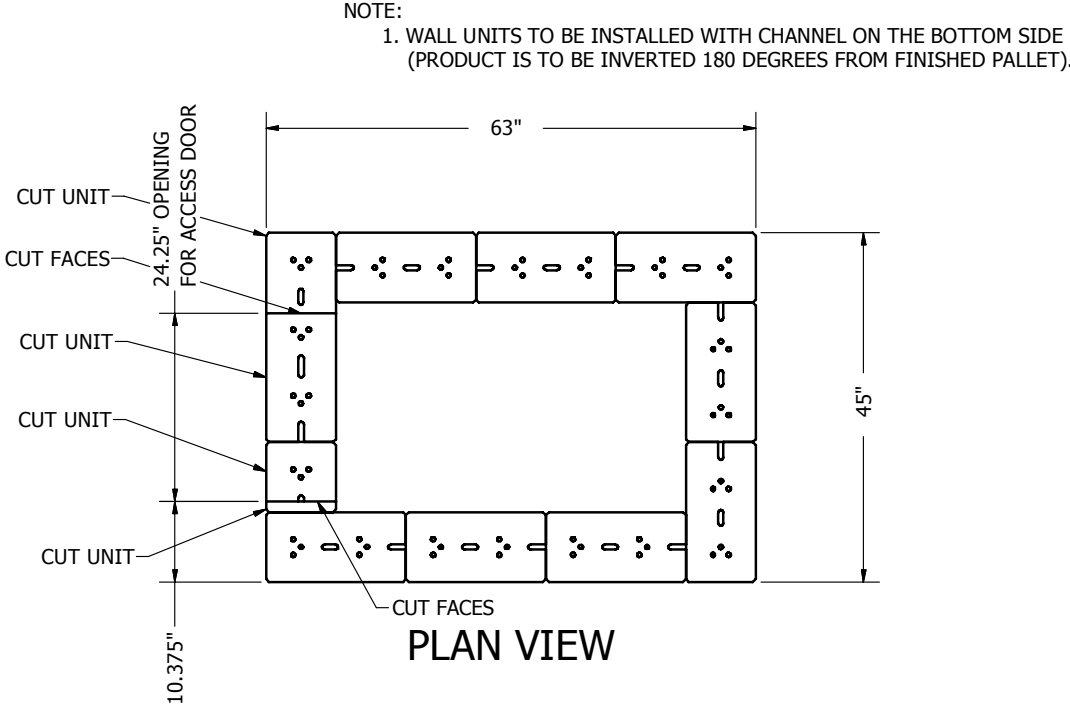 NOTE:
1. WALL UNITS TO BE INSTALLED WITH CHANNEL ON THE BOTTOM SIDE
(PRODUCT IS TO BE INVERTED 180 DEGREES FROM FINISHED PALLET).
63"
24.25" OPENING
FOR ACCESS DOOR
CUT UNIT
CUT FACES
CUT UNIT
CUT UNIT
CUT UNIT
45"
10.375"
CUT FACES
PLAN VIEW